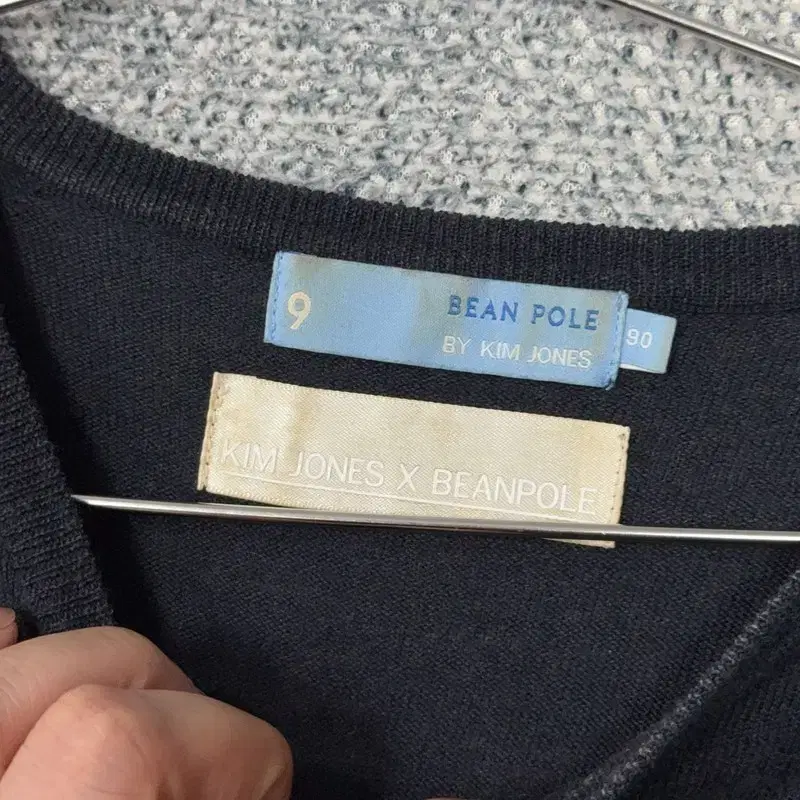 9
BEAN POLE
BY KIM JONES
90
KIM JONES X BEANPOLE